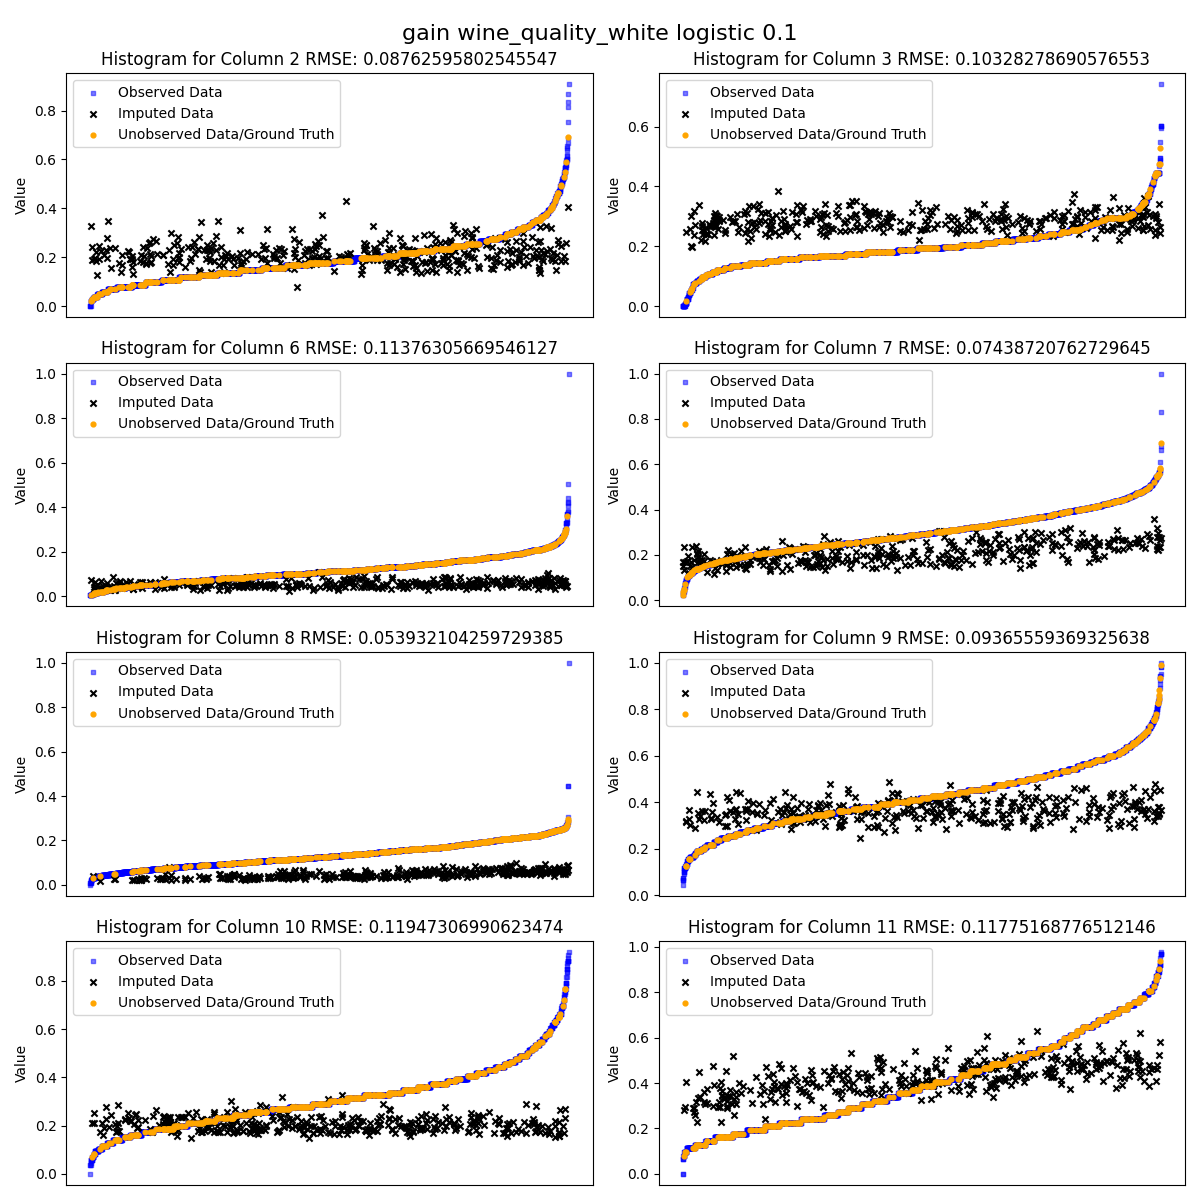 gain wine_quality_white logistic 0.1
Histogram for Column 2 RMSE: 0.08762595802545547
Value
0.8
0.6
0.4
0.2
0.0
Observed Data
Imputed Data
Unobserved Data/Ground Truth
Histogram for Column 3 RMSE: 0.10328278690576553
Value
0.6
0.4
0.2
0.0
Observed Data
Imputed Data
Unobserved Data/Ground Truth
Histogram for Column 6 RMSE: 0.11376305669546127
Value
1.0
0.8
0.6
0.4
0.2
0.0
Observed Data
Imputed Data
Unobserved Data/Ground Truth
Histogram for Column 7 RMSE: 0.07438720762729645
Value
1.0
0.8
0.6
0.4
0.2
0.0
Observed Data
Imputed Data
Unobserved Data/Ground Truth
Histogram for Column 8 RMSE: 0.0539321042597 29385
Value
1.0
0.8
0.6
0.4
0.2
0.0
Observed Data
Imputed Data
Unobserved Data/Ground Truth
Histogram for Column 9 RMSE: 0.09365559369325638
Value
1.0
0.8
0.6
0.4
0.2
0.0
Observed Data
Imputed Data
Unobserved Data/Ground Truth
Histogram for Column 10 RMSE: 0.11947306990623474
Value
0.8
0.6
0.4
0.2
0.0
Observed Data
Imputed Data
Unobserved Data/Ground Truth
Histogram for Column 11 RMSE: 0.11775168776512146
Value
1.0
0.8
0.6
0.4
0.2
0.0
Observed Data
Imputed Data
Unobserved Data/Ground Truth